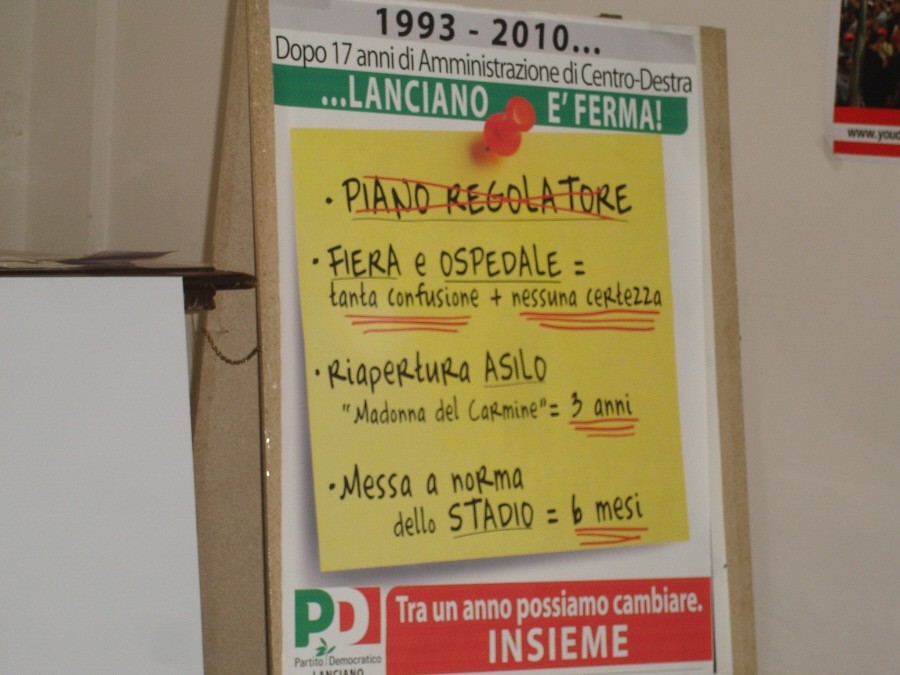 1993 - 2010...
Dopo 17 anni di Amministrazione di Centro-Destra
...LANCIANO E' FERMA!
• PIANO REGOLATORE
• FIERA e OSPEDALE =
tanta confusione + nessuna certezza
• Riapertura ASILO
"Madonna del Carmine" = 3 anni
• Messa a norma
dello STADIO = 6 mesi
PD
Partito Democratico
LANCIANO
Tra un anno possiamo cambiare.
INSIEME
www.youd